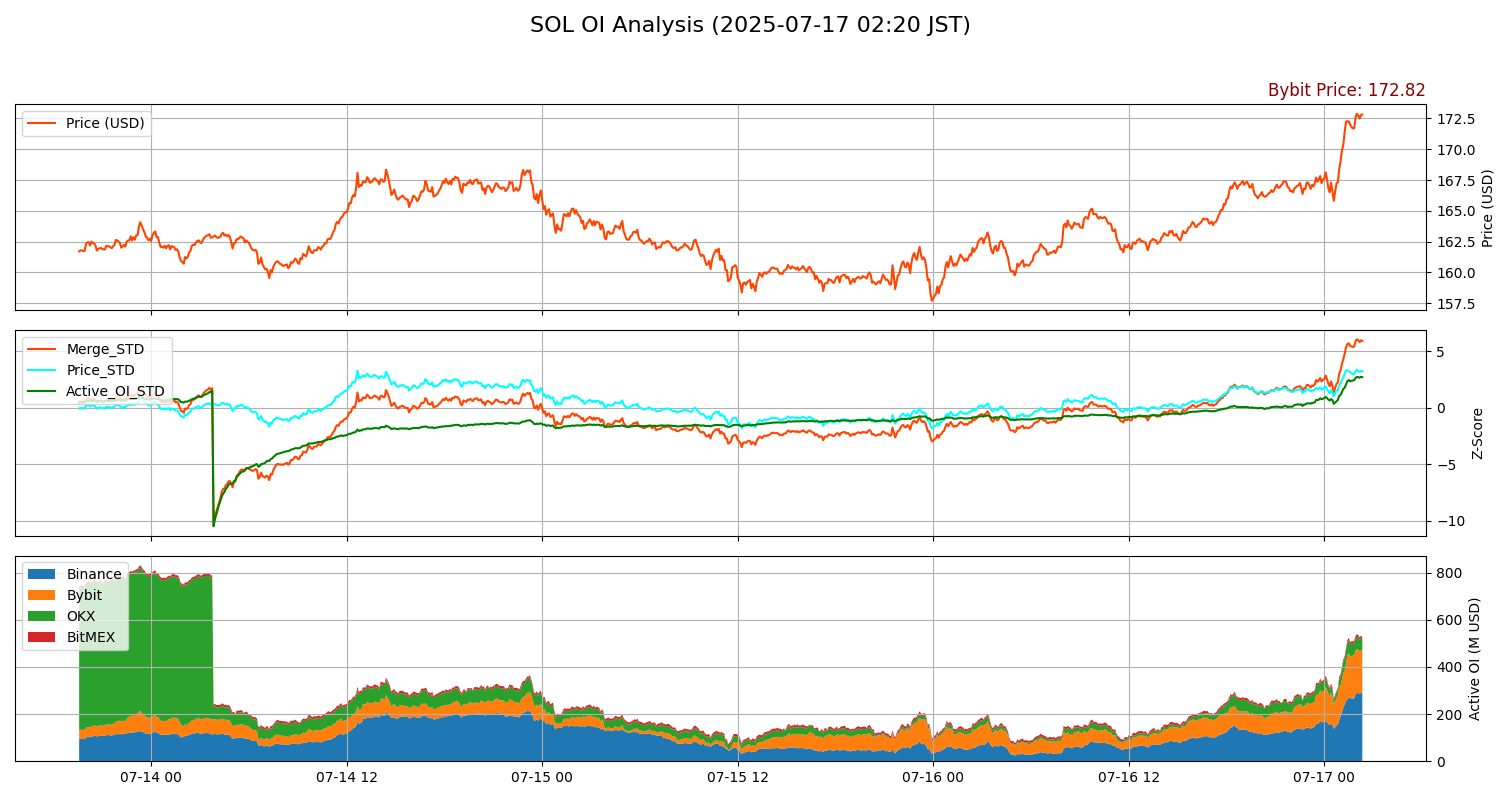 SOL OI Analysis (2025-07-17 02:20 JST)
Bybit Price: 172.82
Price (USD)
172.5
170.0
167.5
165.0
162.5
160.0
157.5
Price (USD)
Merge_STD
Price_STD
Active_OI_STD
5
0
−5
−10
Z-Score
Binance
Bybit
OKX
BitMEX
800
600
400
200
0
Active OI (M USD)
07-14 00
07-14 12
07-15 00
07-15 12
07-16 00
07-16 12
07-17 00